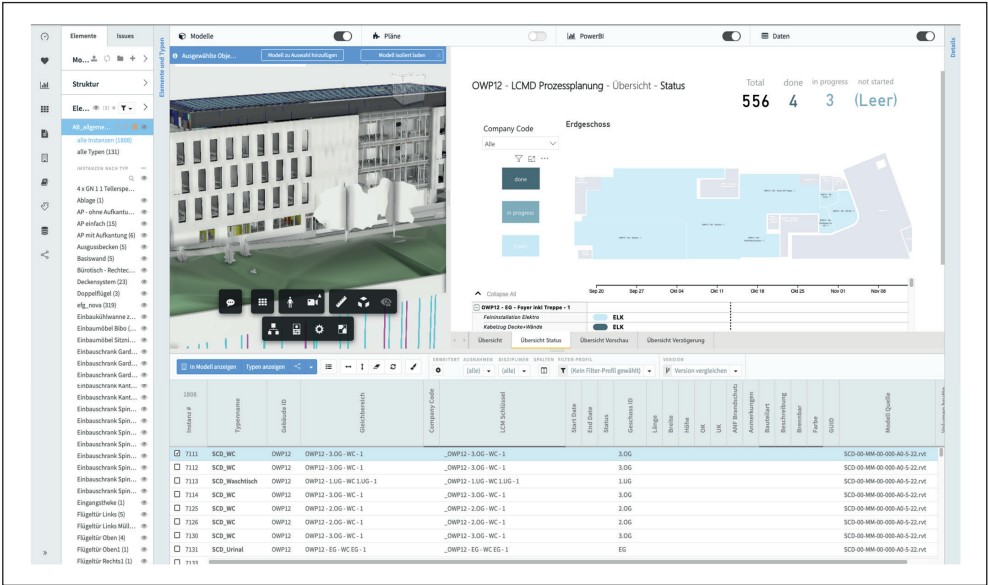 Elemente Issues
Mo...
Struktur
Ele... (1)
AB_allgeme...
alle Instanzen (1808)
alle Typen (131)
INSTANZEN NACH TYP
4 x GN 1 1 Tellerspe...
Ablage (1)
AP - ohne Aufkantu...
AP einfach (15)
AP mit Aufkantung (6)
Ausgussbecken (5)
Basiswand (5)
Bürotisch - Rechtec...
Deckensystem (23)
Doppelflügel (3)
efg_nova (319)
Einbaukühlwanne z...
Einbaumöbel Bibo (...
Einbaumöbel Sitzni...
Einbauschrank Gard...
Einbauschrank Gard...
Einbauschrank Gard...
Einbauschrank Kant...
Einbauschrank Kant...
Einbauschrank Spin...
Einbauschrank Spin...
Einbauschrank Spin...
Einbauschrank Spin...
Einbauschrank Spin...
Einbauschrank Spin...
Einbauschrank Spin...
Eingangstheke (1)
Flügeltür Links (5)
Flügeltür Links Müll...
Flügeltür Oben (4)
Flügeltür Oben1 (1)
Flügeltür Rechts1 (1)
Elemente und Typen
Modelle Pläne PowerBI Daten
Details
Ausgewählte Obje... Modell zu Auswahl hinzufügen Modell isoliert laden
OWP12 - LCMD Prozessplanung - Übersicht - Status
Total done in progress not started
556 4 3 (Leer)
Company Code
Alle
Erdgeschoss
done
in progress
Collapse All
Sep 20 Sep 27 Okt 04 Okt 11 Okt 18 Okt 25 Nov 01 Nov 08
OWP12 - EG - Foyer inkl Treppe - 1
Feininstallation Elektro ELK
Kabelzug Decke+Wände ELK
Übersicht Übersicht Status Übersicht Vorschau Übersicht Verzögerung
ERWEITERT AUSNAHMEN DISZIPLINEN SPALTEN FILTER-PROFIL VERSION
In Modell anzeigen Typen anzeigen (alle) (alle) (Kein Filter-Profil gewählt) Version vergleichen
1808
Instanz # Typenname Gebäude ID Gleichbereich Company Code LCM Schlüssel Start Date End Date Status Geschoss ID Länge Breite Höhe OK UK ANF Brandschutz Anmerkungen Bauteilart Beschreibung Brennbar Farbe GUID Modell Quelle
7111 SCD_WC OWP12 OWP12 - 3.OG - WC - 1 _OWP12 - 3.OG - WC - 1 3.OG SCD-00-MM-00-000-A0-5-22.rvt
7112 SCD_WC OWP12 OWP12 - 3.OG - WC - 1 _OWP12 - 3.OG - WC - 1 3.OG SCD-00-MM-00-000-A0-5-22.rvt
7113 SCD_Waschtisch OWP12 OWP12 - 1.UG - WC 1.UG - 1 _OWP12 - 1.UG - WC 1.UG - 1 1.UG SCD-00-MM-00-000-A0-5-22.rvt
7114 SCD_WC OWP12 OWP12 - 3.OG - WC - 1 _OWP12 - 3.OG - WC - 1 3.OG SCD-00-MM-00-000-A0-5-22.rvt
7125 SCD_WC OWP12 OWP12 - 2.OG - WC - 1 _OWP12 - 2.OG - WC - 1 2.OG SCD-00-MM-00-000-A0-5-22.rvt
7126 SCD_WC OWP12 OWP12 - 2.OG - WC - 1 _OWP12 - 2.OG - WC - 1 2.OG SCD-00-MM-00-000-A0-5-22.rvt
7130 SCD_WC OWP12 OWP12 - 3.OG - WC - 1 _OWP12 - 3.OG - WC - 1 3.OG SCD-00-MM-00-000-A0-5-22.rvt
7131 SCD_Urinal OWP12 OWP12 - EG - WC EG - 1 _OWP12 - EG - WC EG - 1 EG SCD-00-MM-00-000-A0-5-22.rvt
7133